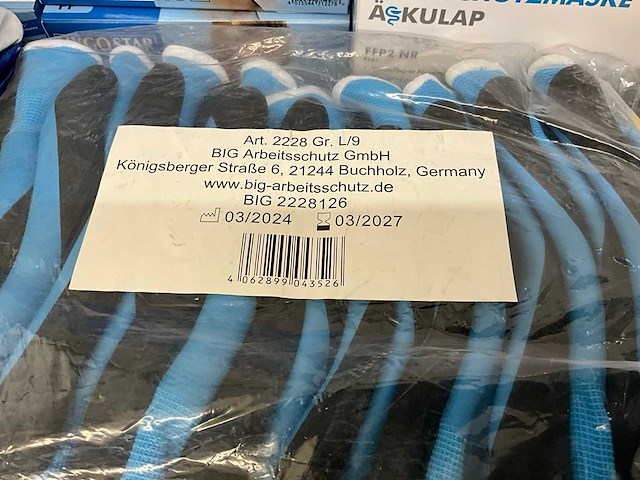 ÄSKULAP
FFP2 NR
Art. 2228 Gr. L/9
BIG Arbeitsschutz GmbH
Königsberger Straße 6, 21244 Buchholz, Germany
www.big-arbeitsschutz.de
BIG 2228126
03/2024 03/2027
4 062899 043526